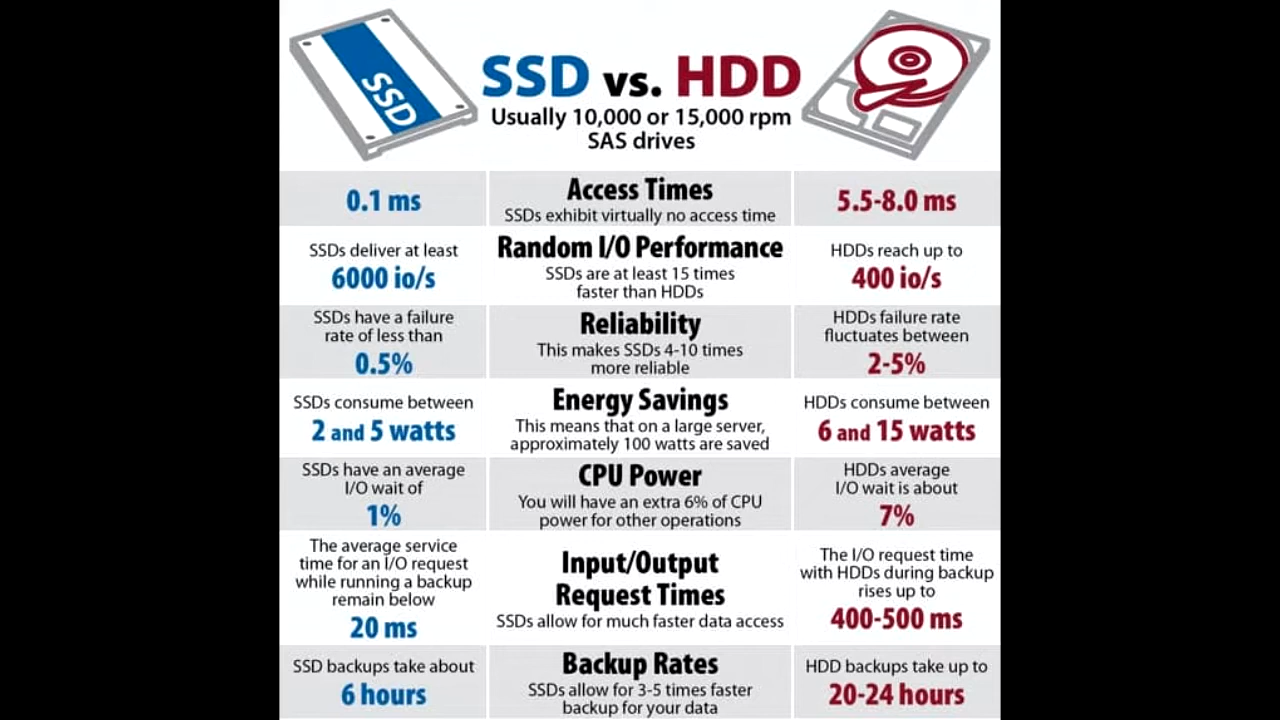 SSD
SSD vs. HDD
Usually 10,000 or 15,000 rpm
SAS drives
0.1 ms
Access Times
SSDs exhibit virtually no access time
5.5-8.0 ms
SSDs deliver at least
6000 io/s
Random I/O Performance
SSDs are at least 15 times
faster than HDDs
HDDs reach up to
400 io/s
SSDs have a failure
rate of less than
0.5%
Reliability
This makes SSDs 4-10 times
more reliable
HDDs failure rate
fluctuates between
2-5%
SSDs consume between
2 and 5 watts
Energy Savings
This means that on a large server,
approximately 100 watts are saved
HDDs consume between
6 and 15 watts
SSDs have an average
I/O wait of
1%
CPU Power
You will have an extra 6% of CPU
power for other operations
HDDs average
I/O wait is about
7%
The average service
time for an I/O request
while running a backup
remain below
20 ms
Input/Output
Request Times
SSDs allow for much faster data access
The I/O request time
with HDDs during backup
rises up to
400-500 ms
SSD backups take about
6 hours
Backup Rates
SSDs allow for 3-5 times faster
backup for your data
HDD backups take up to
20-24 hours